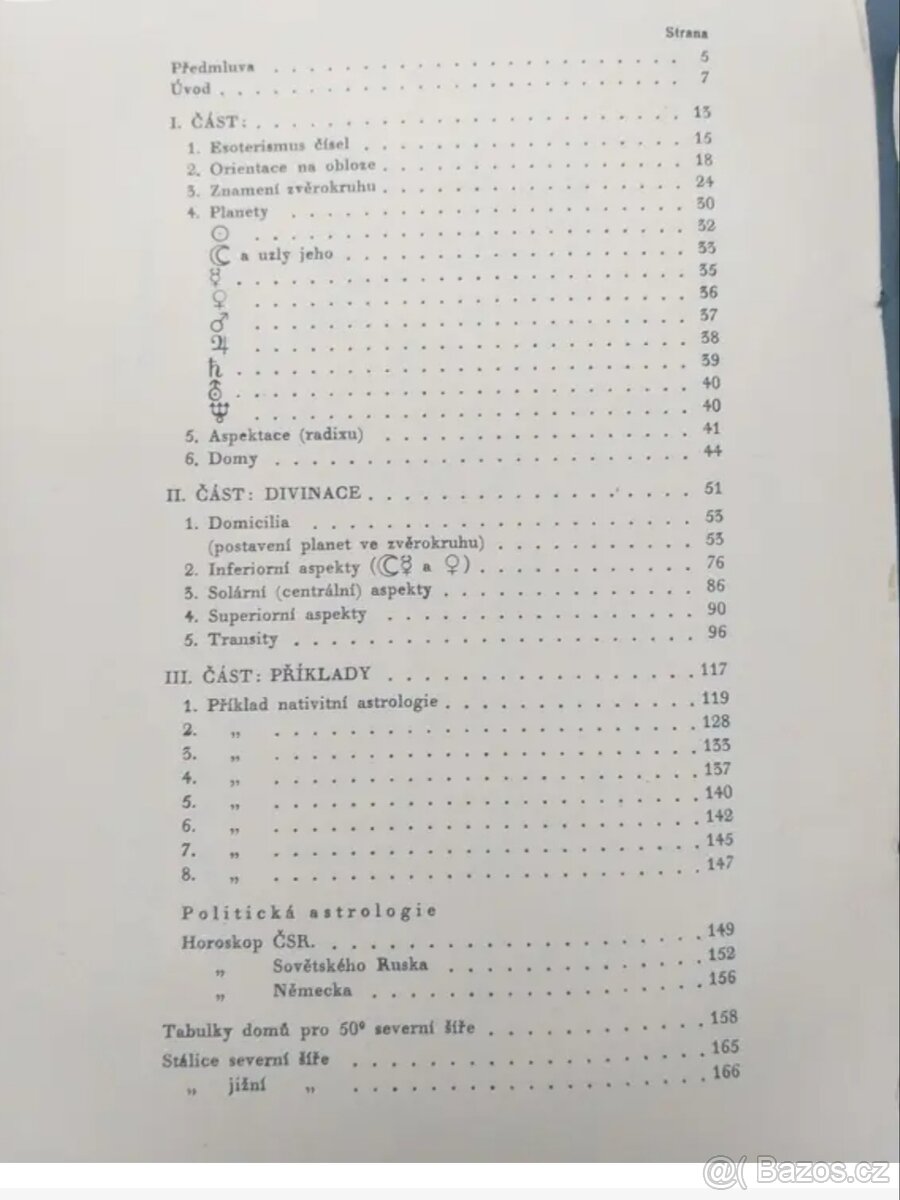 Strana
Předmluva . . . . . . . . . . . . . . . . . . 5
Úvod . . . . . . . . . . . . . . . . . . 7
I. ČÁST: . . . . . . . . . . . . . . . . . . 13
1. Esoterismus čísel . . . . . . . . . . . . . . . 15
2. Orientace na obloze . . . . . . . . . . . . . . . 18
3. Znamení zvěrokruhu . . . . . . . . . . . . . . . 24
4. Planety . . . . . . . . . . . . . . . . . . 30
☉ . . . . . . . . . . . . . . . . . . 32
☾ a uzly jeho . . . . . . . . . . . . . . . 33
☿ . . . . . . . . . . . . . . . . . . 35
♀ . . . . . . . . . . . . . . . . . . 36
♂ . . . . . . . . . . . . . . . . . . 37
♃ . . . . . . . . . . . . . . . . . . 38
♄ . . . . . . . . . . . . . . . . . . 39
⛢ . . . . . . . . . . . . . . . . . . 40
♆ . . . . . . . . . . . . . . . . . . 40
5. Aspektace (radixu) . . . . . . . . . . . . . . . 41
6. Domy . . . . . . . . . . . . . . . . . . 44
II. ČÁST: DIVINACE . . . . . . . . . . . . . . . 51
1. Domicilia . . . . . . . . . . . . . . . 53
(postavení planet ve zvěrokruhu) . . . . . . . . . 53
2. Inferiorní aspekty (☾☿ a ♀) . . . . . . . . . 76
3. Solární (centrální) aspekty . . . . . . . . . . . 86
4. Superiorní aspekty . . . . . . . . . . . . . 90
5. Transity . . . . . . . . . . . . . . . . 96
III. ČÁST: PŘÍKLADY . . . . . . . . . . . . . 117
1. Příklad nativitní astrologie . . . . . . . . . . . 119
2. „ . . . . . . . . . . . . . . . . . . 128
3. „ . . . . . . . . . . . . . . . . . . 133
4. „ . . . . . . . . . . . . . . . . . . 137
5. „ . . . . . . . . . . . . . . . . . . 140
6. „ . . . . . . . . . . . . . . . . . . 142
7. „ . . . . . . . . . . . . . . . . . . 145
8. „ . . . . . . . . . . . . . . . . . . 147
Politická astrologie
Horoskop ČSR. . . . . . . . . . . . . . . . . 149
„ Sovětského Ruska . . . . . . . . . . . 152
„ Německa . . . . . . . . . . . . . . 156
Tabulky domů pro 50° severní šíře . . . . . . . . . 158
Stálice severní šíře . . . . . . . . . . . . . . 165
„ jižní „ . . . . . . . . . . . . . . . 166
@( Bazos.cz